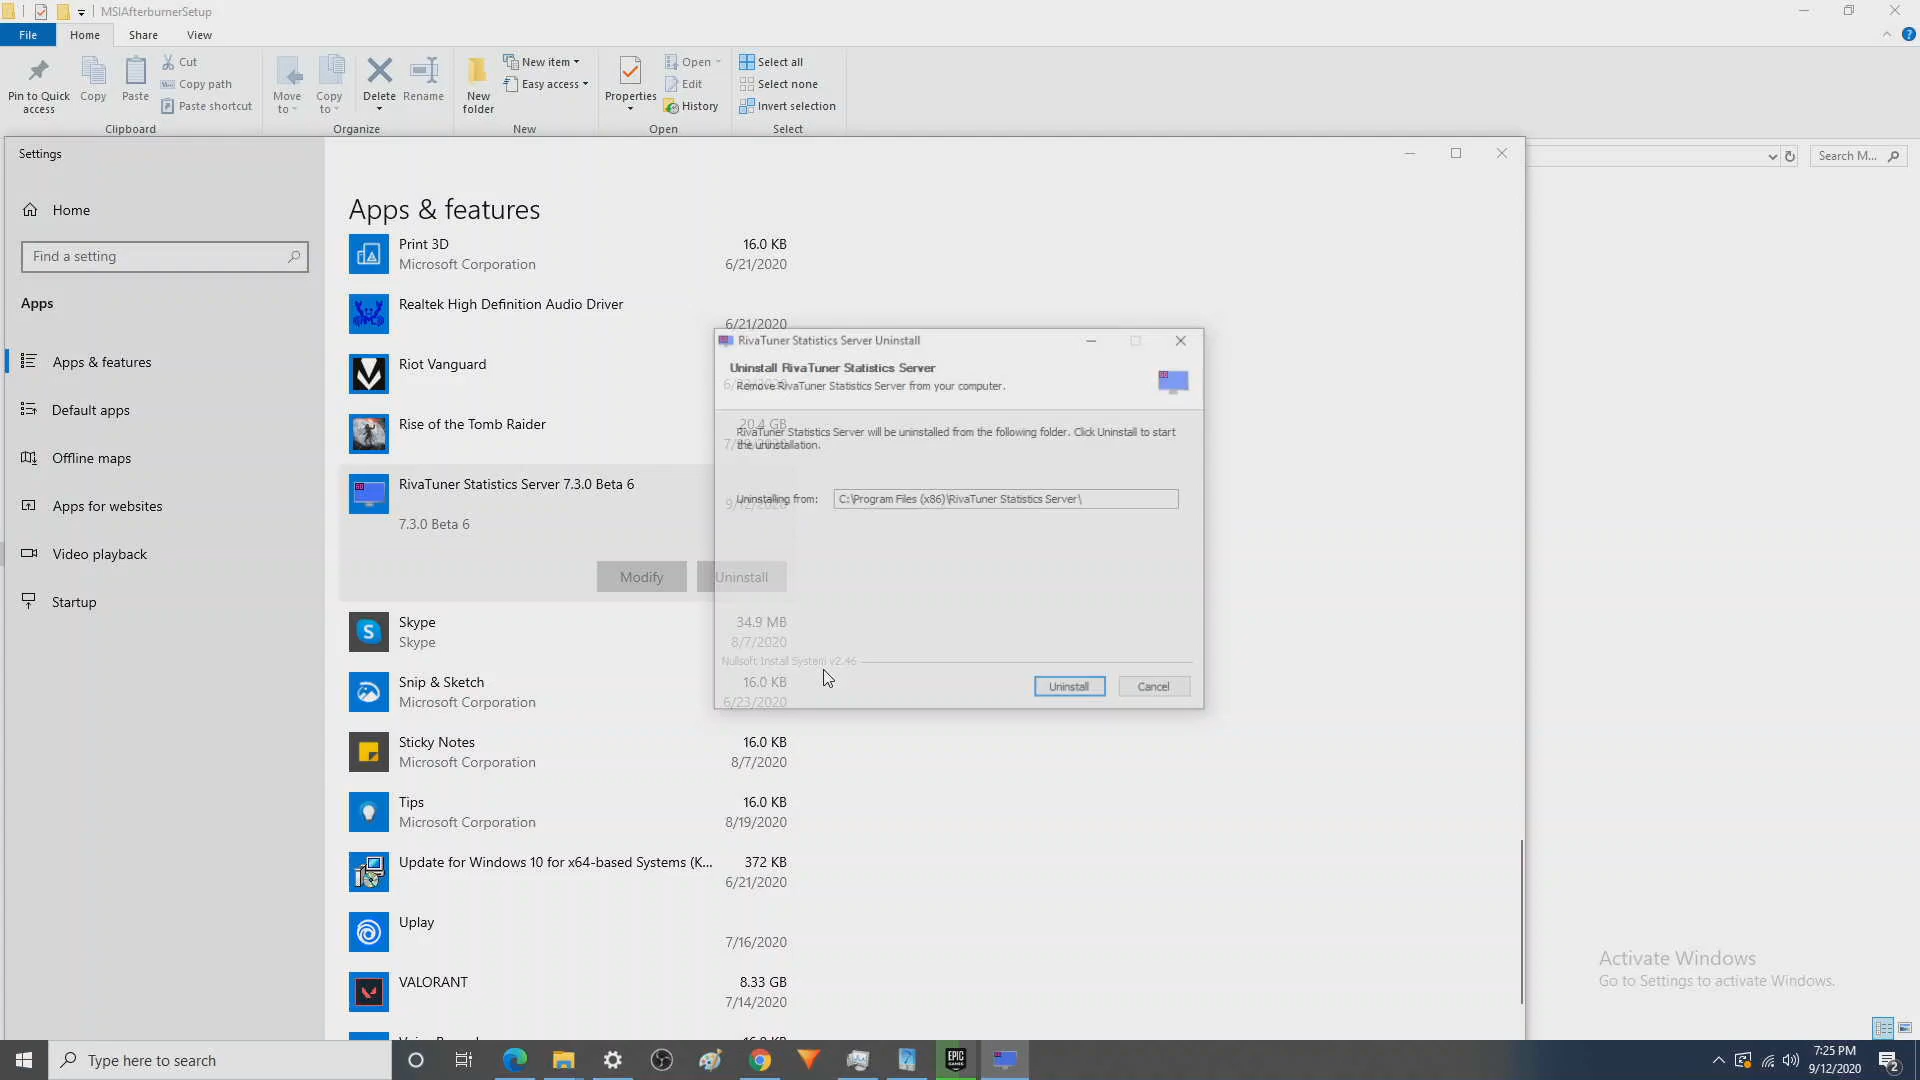 MSIAfterburnerSetup
File
Home
Share
View
Pin to Quick access
Copy
Paste
Cut
Copy path
Paste shortcut
Clipboard
Move to
Copy to
Delete
Rename
Organize
New folder
New item
Easy access
New
Properties
Open
Edit
History
Open
Select all
Select none
Invert selection
Select
Search M...
Settings
Home
Find a setting
Apps
Apps & features
Default apps
Offline maps
Apps for websites
Video playback
Startup
Apps & features
Print 3D
16.0 KB
Microsoft Corporation
6/21/2020
Realtek High Definition Audio Driver
6/21/2020
Riot Vanguard
Rise of the Tomb Raider
20.4 GB
RivaTuner Statistics Server 7.3.0 Beta 6
7.3.0 Beta 6
9/12/2020
Modify
Uninstall
Skype
34.9 MB
Skype
8/7/2020
Snip & Sketch
16.0 KB
Microsoft Corporation
6/23/2020
Sticky Notes
16.0 KB
Microsoft Corporation
8/7/2020
Tips
16.0 KB
Microsoft Corporation
8/19/2020
Update for Windows 10 for x64-based Systems (K...
372 KB
6/21/2020
Uplay
7/16/2020
VALORANT
8.33 GB
7/14/2020
RivaTuner Statistics Server Uninstall
Uninstall RivaTuner Statistics Server
Remove RivaTuner Statistics Server from your computer.
RivaTuner Statistics Server will be uninstalled from the following folder. Click Uninstall to start
the uninstallation.
Uninstalling from:
C:\Program Files (x86)\RivaTuner Statistics Server\
Nullsoft Install System v2.46
Uninstall
Cancel
Activate Windows
Go to Settings to activate Windows.
Type here to search
EPIC GAMES
7:25 PM
9/12/2020
2